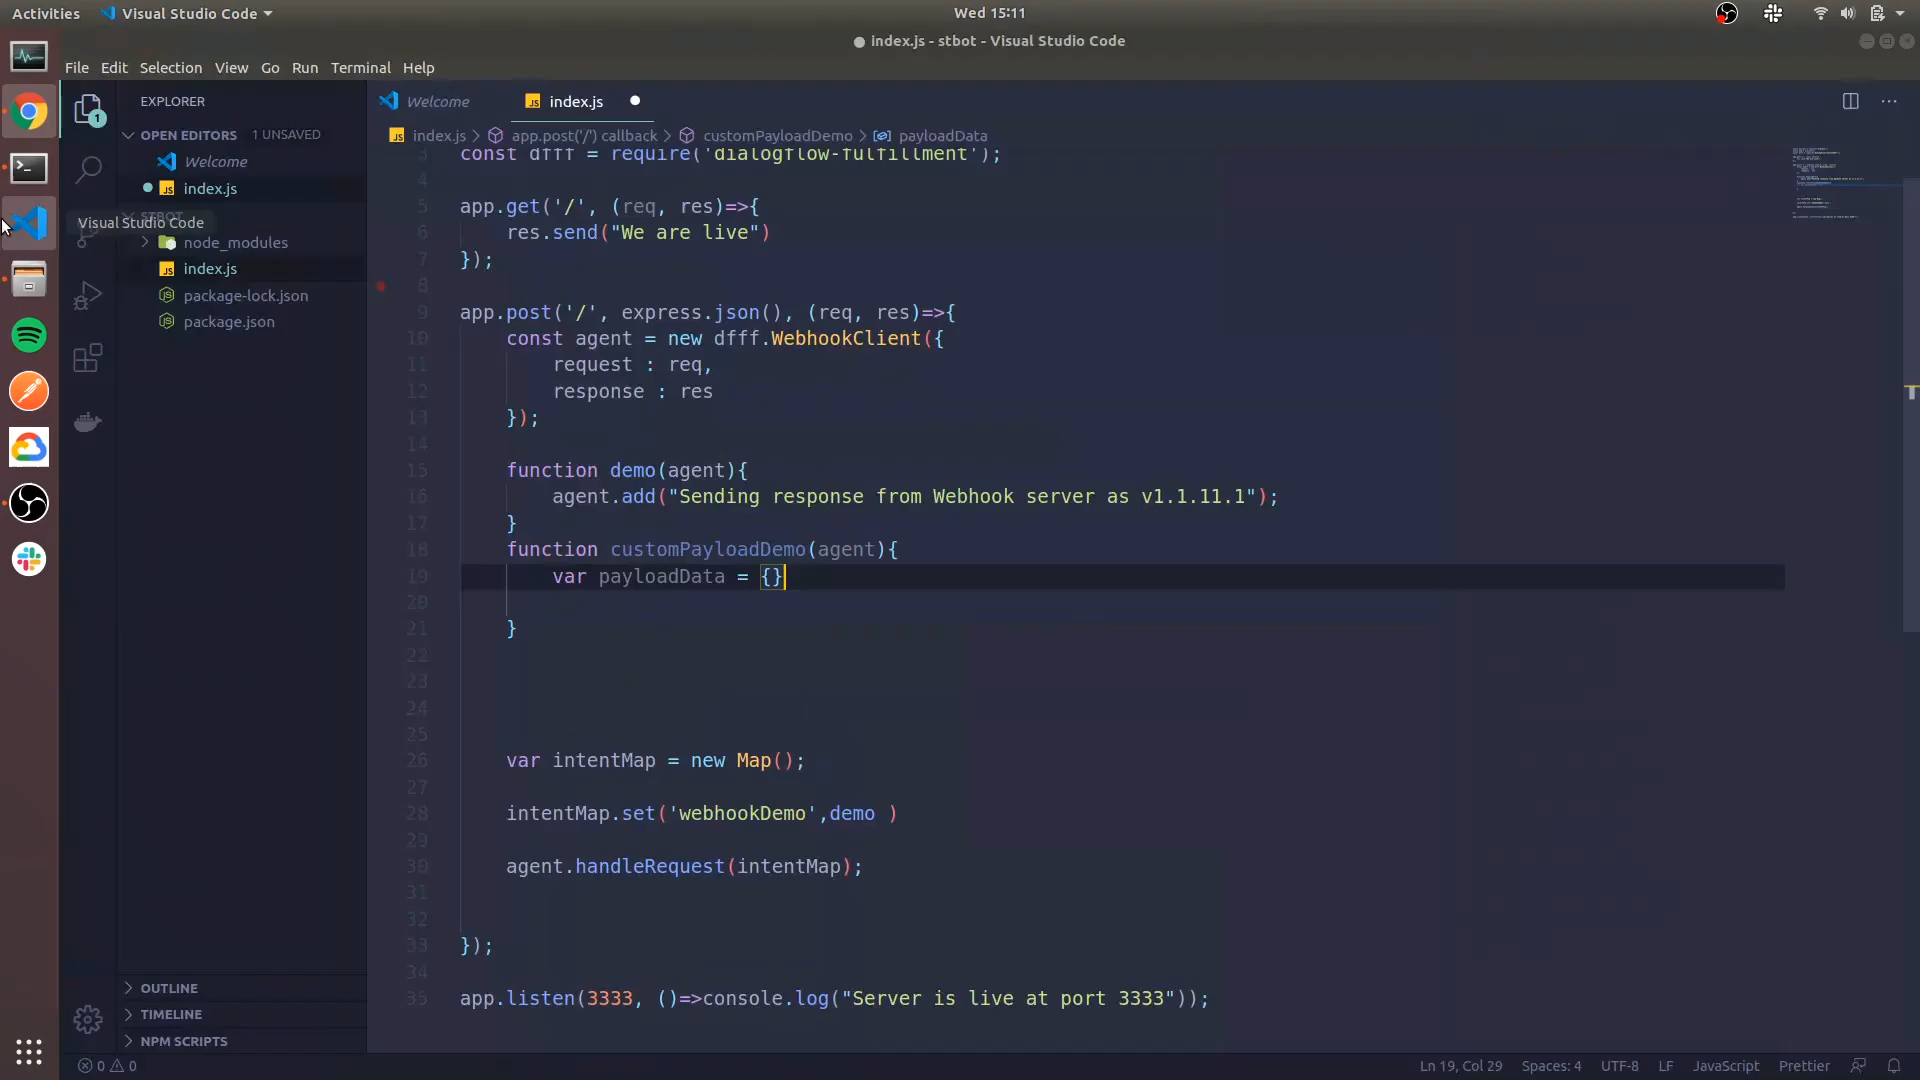 Activities Visual Studio Code Wed 15:11
● index.js - stbot - Visual Studio Code
File Edit Selection View Go Run Terminal Help
EXPLORER
OPEN EDITORS 1 UNSAVED
Welcome
index.js
STBOT
Visual Studio Code
node_modules
index.js
package-lock.json
package.json
OUTLINE
TIMELINE
NPM SCRIPTS
Welcome index.js
index.js > app.post('/') callback > customPayloadDemo > payloadData
3 const dfff = require('dialogflow-fulfillment');
4
5 app.get('/', (req, res)=>{
6 res.send("We are live")
7 });
8
9 app.post('/', express.json(), (req, res)=>{
10 const agent = new dfff.WebhookClient({
11 request : req,
12 response : res
13 });
14
15 function demo(agent){
16 agent.add("Sending response from Webhook server as v1.1.11.1");
17 }
18 function customPayloadDemo(agent){
19 var payloadData = {}
20
21 }
22
23
24
25
26 var intentMap = new Map();
27
28 intentMap.set('webhookDemo',demo )
29
30 agent.handleRequest(intentMap);
31
32
33 });
34
35 app.listen(3333, ()=>console.log("Server is live at port 3333"));
0 0 Ln 19, Col 29 Spaces: 4 UTF-8 LF JavaScript Prettier